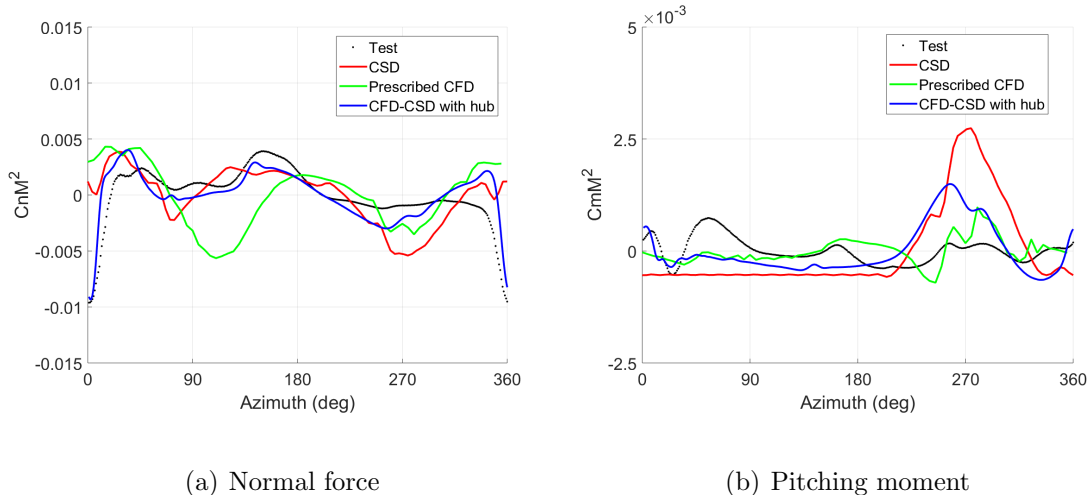 0.015
0.01
0.005
0
-0.005
-0.01
-0.015
CnM²
0 90 180 270 360
Azimuth (deg)
Test
CSD
Prescribed CFD
CFD-CSD with hub
(a) Normal force
×10⁻³
5
2.5
0
-2.5
CmM²
0 90 180 270 360
Azimuth (deg)
Test
CSD
Prescribed CFD
CFD-CSD with hub
(b) Pitching moment